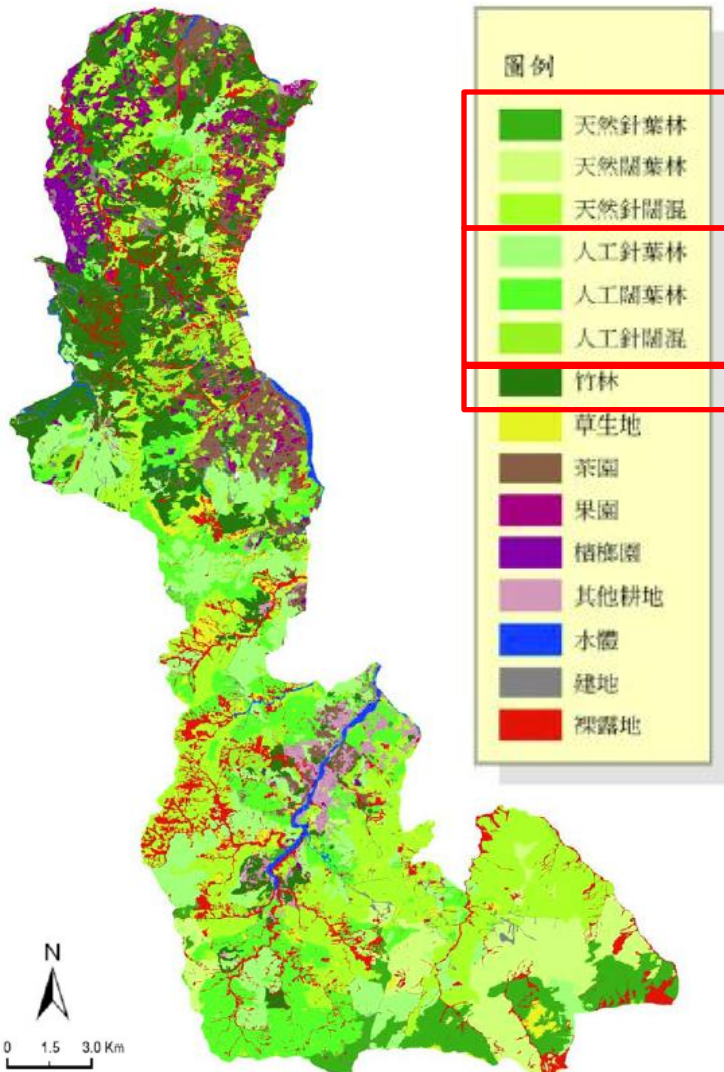 圖例
天然針葉林
天然闊葉林
天然針闊混
人工針葉林
人工闊葉林
人工針闊混
竹林
草生地
茶園
果園
檳榔園
其他耕地
水體
建地
裸露地
N
0 1.5 3.0 Km